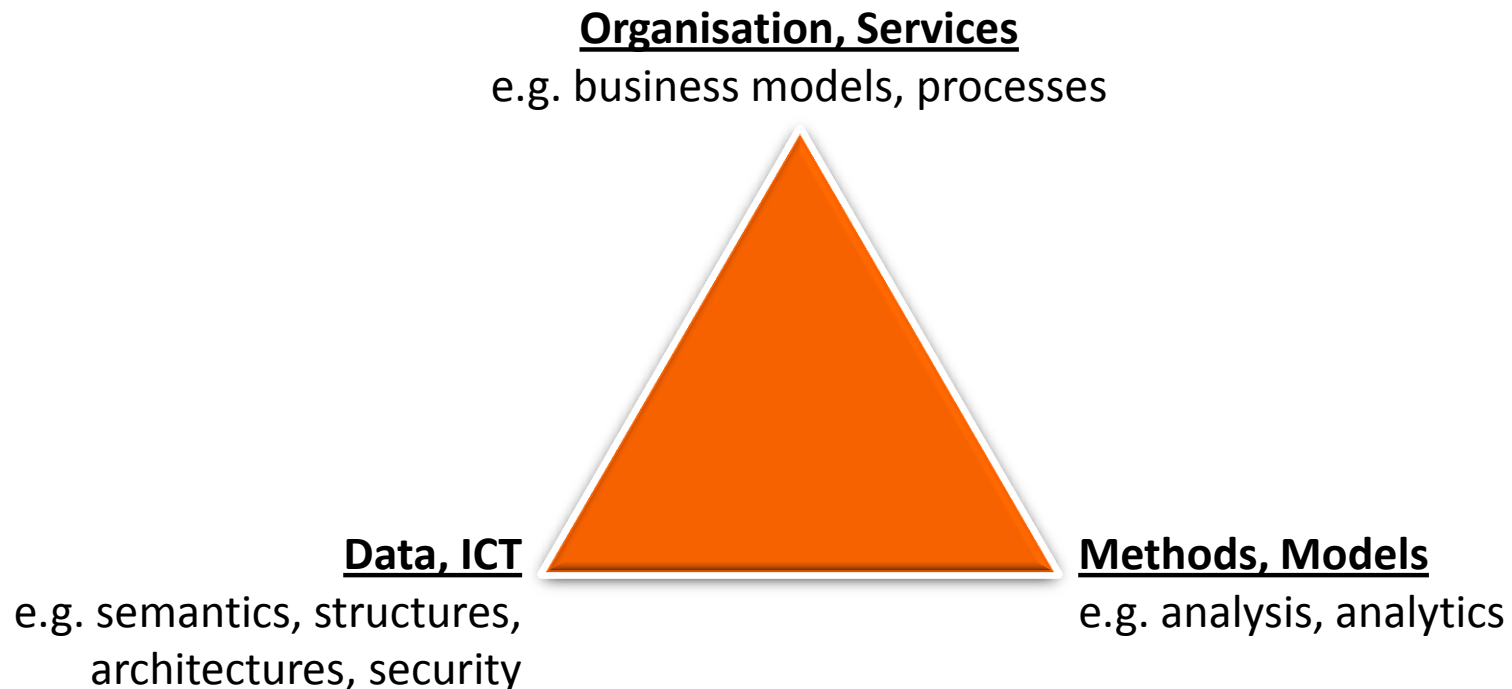 Organisation, Services
e.g. business models, processes
Data, ICT
e.g. semantics, structures,
architectures, security
Methods, Models
e.g. analysis, analytics